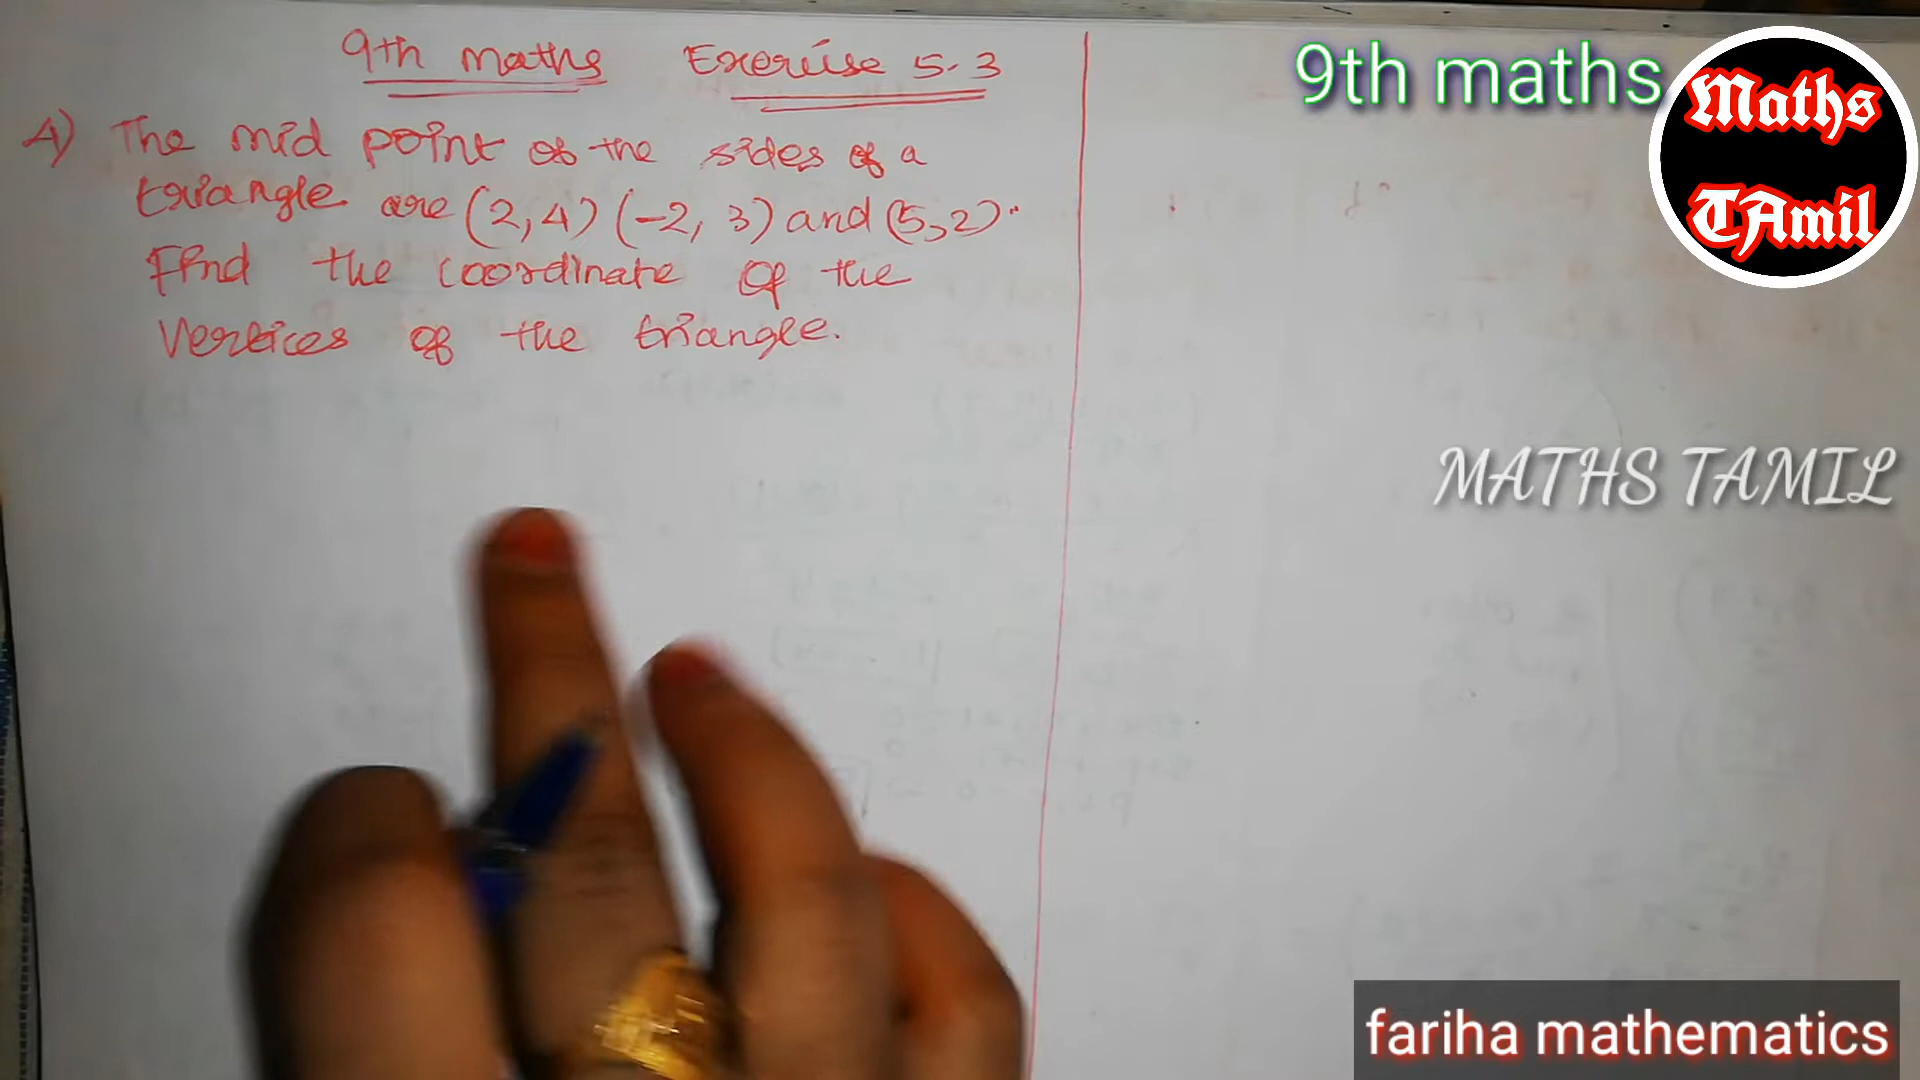 9th maths Exercise 5.3
4) The mid point of the sides of a
triangle are (2,4) (-2, 3) and (5,2).
Find the coordinate of the
Vertices of the triangle.
9th maths
Maths
TAmil
MATHS TAMIL
fariha mathematics